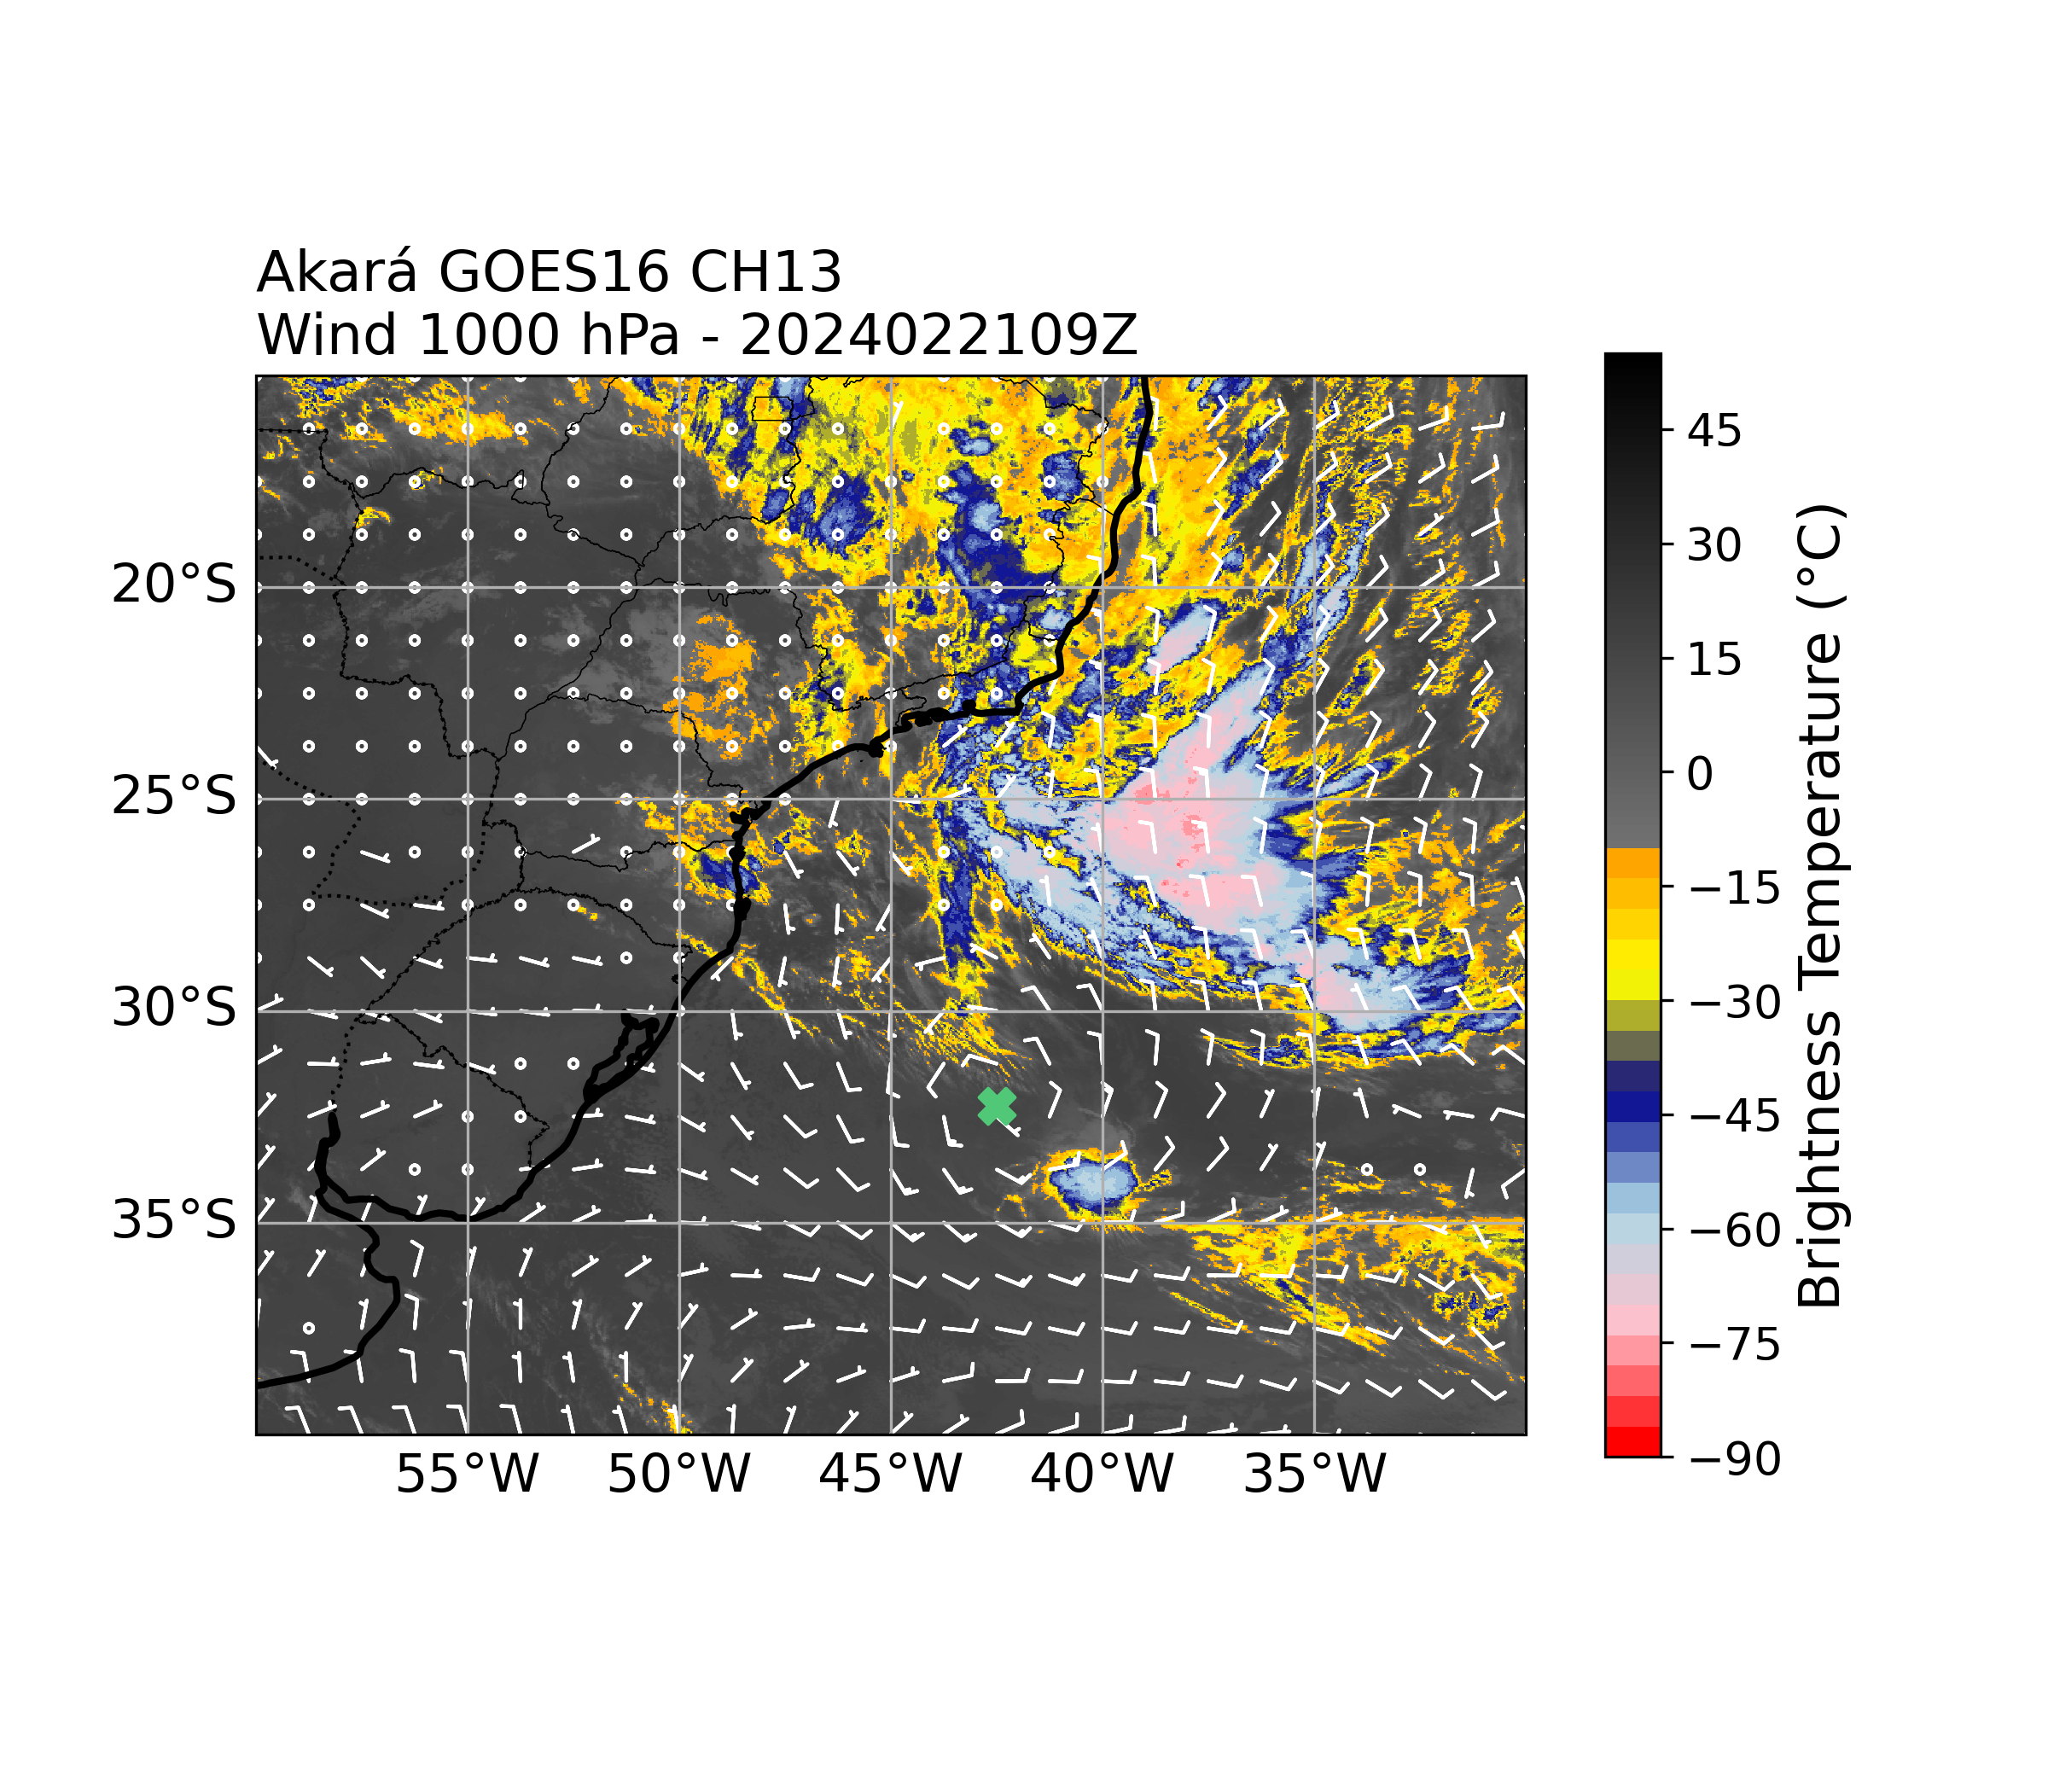 Akará GOES16 CH13
Wind 1000 hPa - 2024022109Z
20°S
25°S
30°S
35°S
55°W
50°W
45°W
40°W
35°W
45
30
15
0
−15
−30
−45
−60
−75
−90
Brightness Temperature (°C)